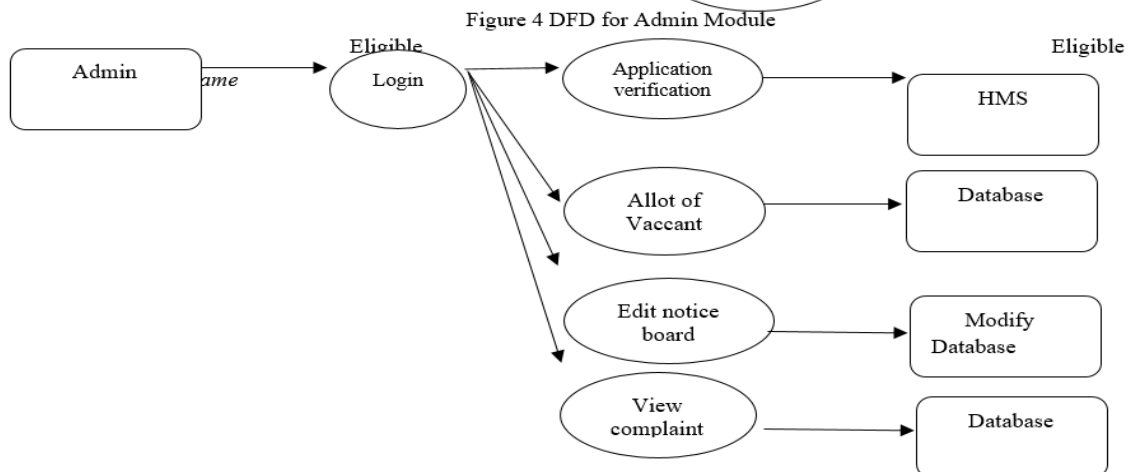 Figure 4 DFD for Admin Module
Eligible
Eligible
Admin
ame
Login
Application
verification
HMS
Allot of
Vaccant
Database
Edit notice
board
Modify
Database
View
complaint
Database